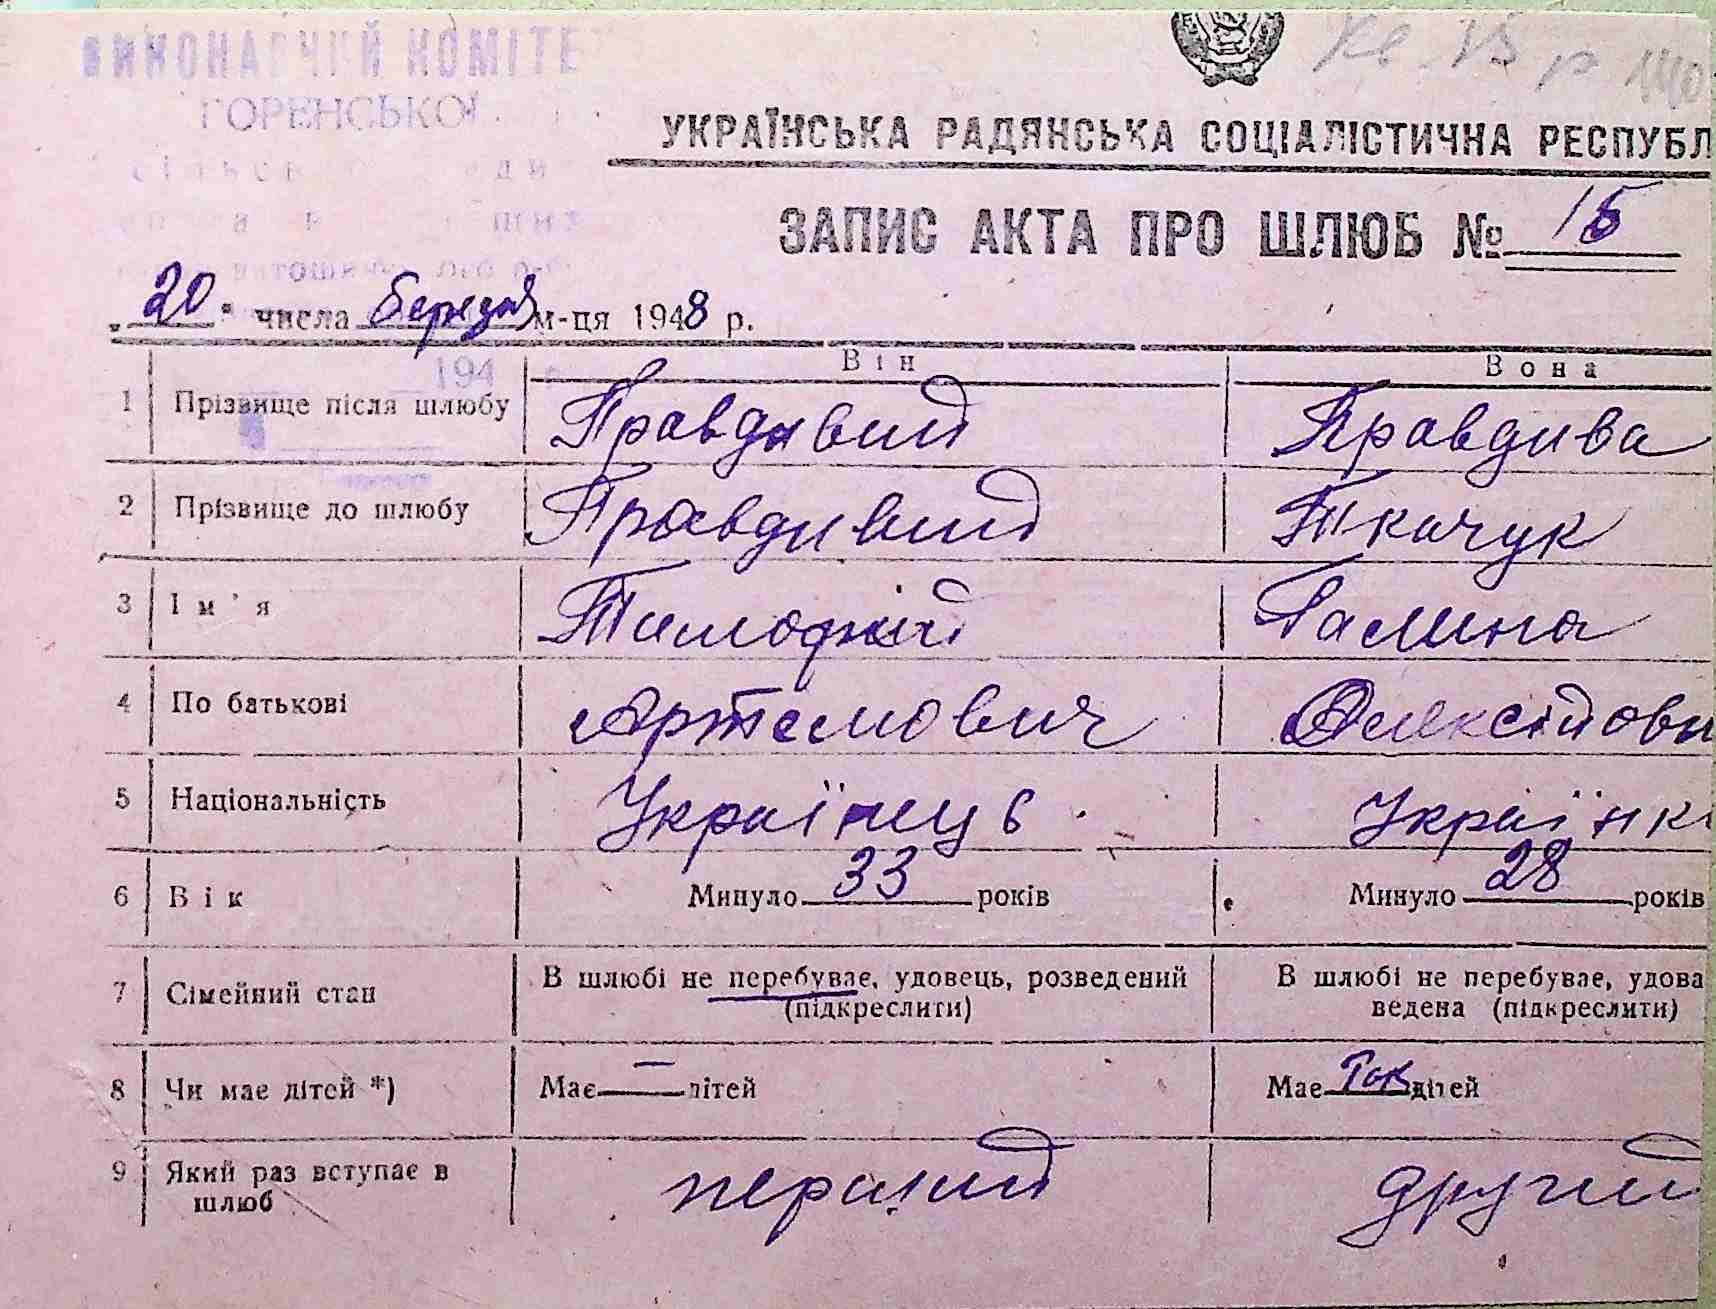 ВИКОНАВЧИЙ КОМІТЕ
ГОРЕНСЬКОЇ
УКРАЇНСЬКА РАДЯНСЬКА СОЦІАЛІСТИЧНА РЕСПУБЛ
ЗАПИС АКТА ПРО ШЛЮБ № 15
„20“ числа березня м-ця 1948 р.
194
Він Вона
1 Прізвище після шлюбу Правдивий Правдива
2 Прізвище до шлюбу Правдивий Ткачук
3 Ім'я Тимофій Галина
4 По батькові Артемович Олексійовн
5 Національність Українець Українк
6 Вік Минуло 33 років Минуло 28 років
7 Сімейний стан В шлюбі не перебуває, удовець, розведений В шлюбі не перебуває, удова
(підкреслити) ведена (підкреслити)
8 Чи має дітей *) Має — дітей Має дітей
9 Який раз вступає в перший другий
шлюб